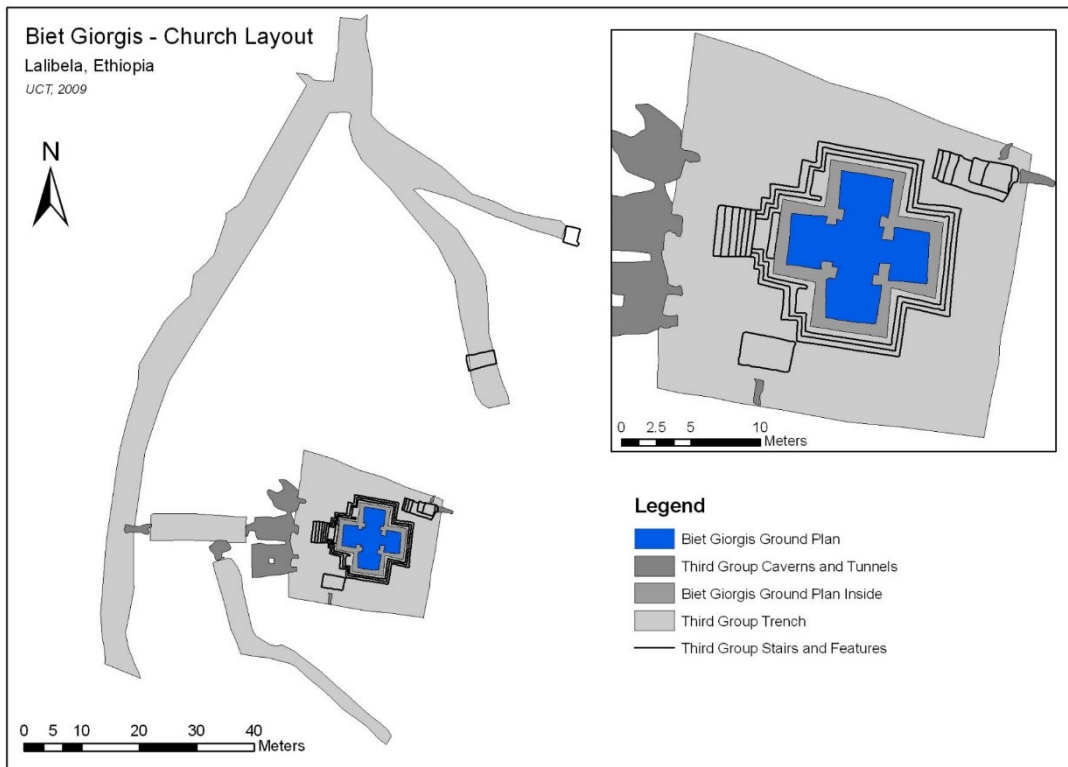 Biet Giorgis - Church Layout
Lalibela, Ethiopia
UCT, 2009
N
0 2.5 5 10
Meters
Legend
Biet Giorgis Ground Plan
Third Group Caverns and Tunnels
Biet Giorgis Ground Plan Inside
Third Group Trench
Third Group Stairs and Features
0 5 10 20 30 40
Meters